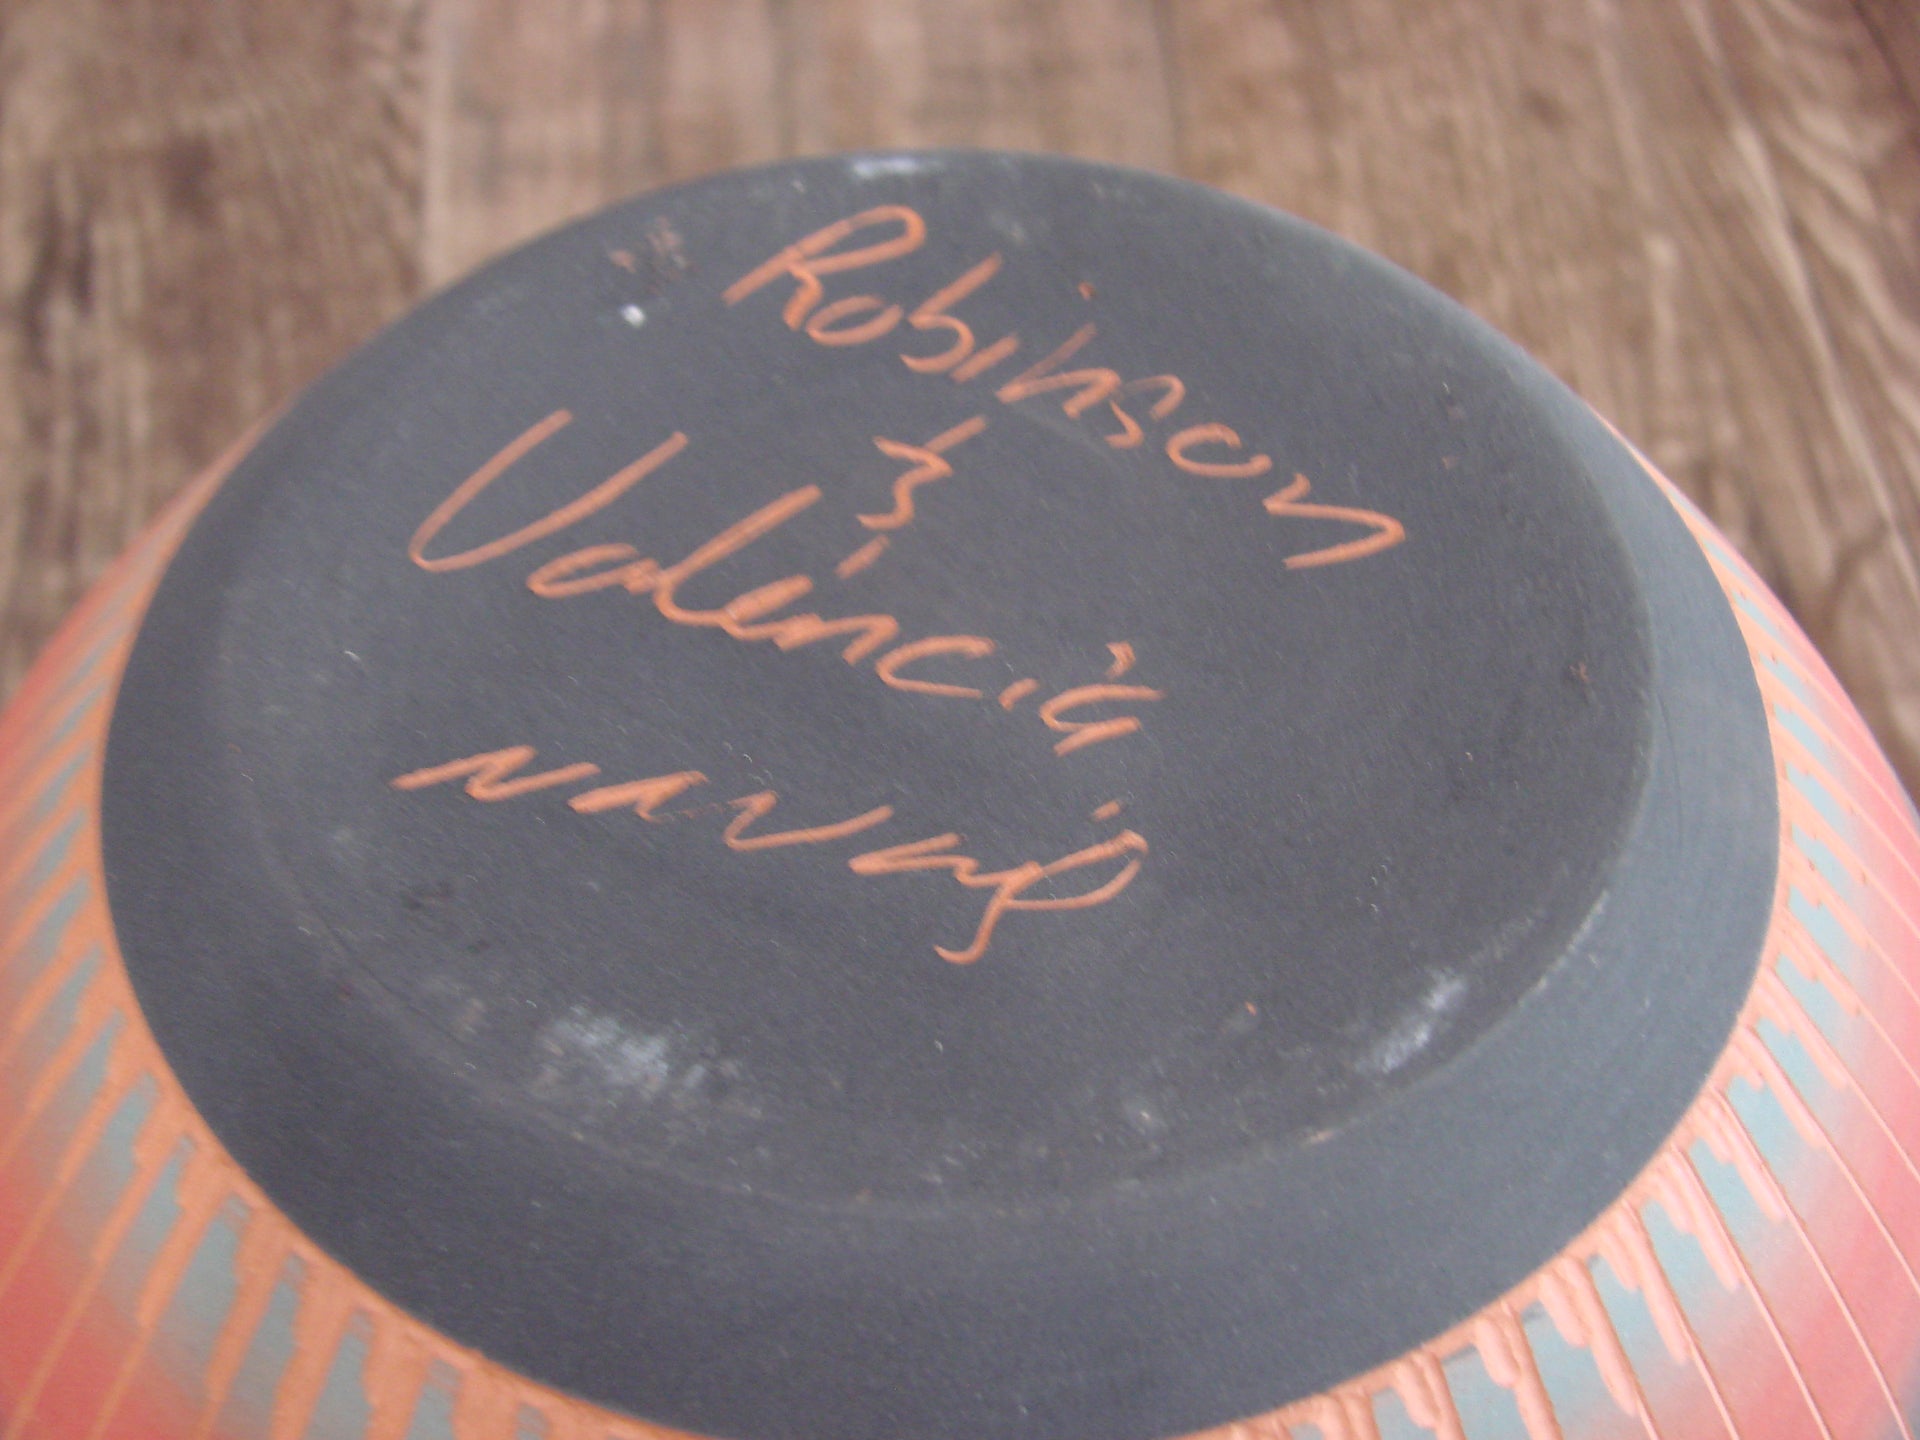 Robinson
&
Valencia
NAVAJO